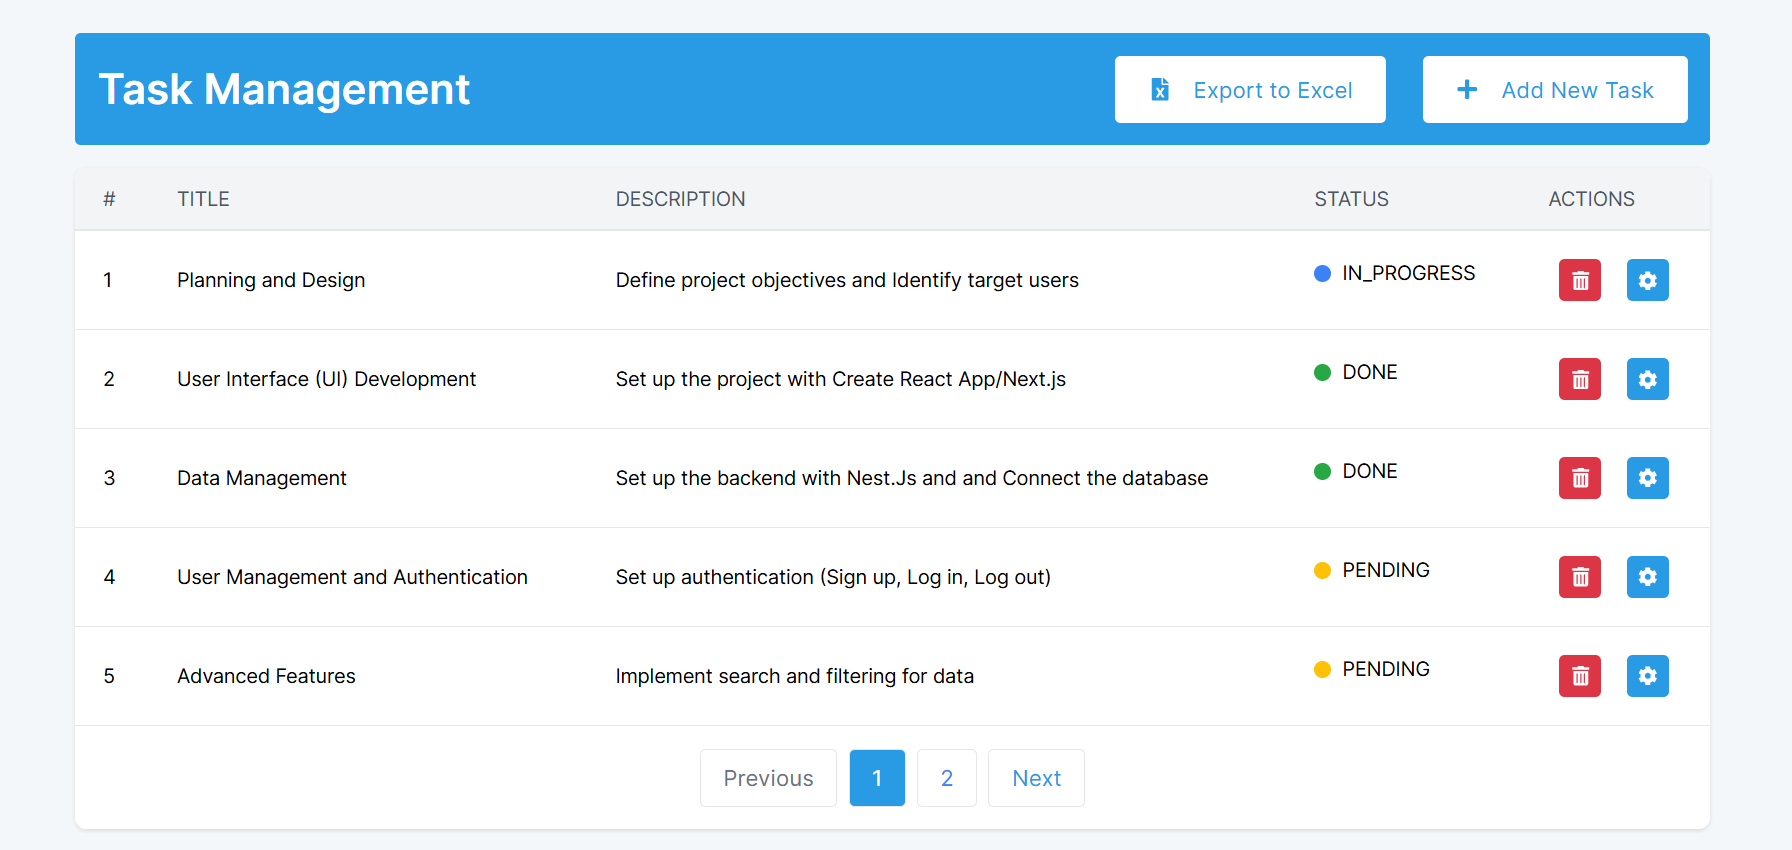 Task Management
Export to Excel
Add New Task
# TITLE DESCRIPTION STATUS ACTIONS
1 Planning and Design Define project objectives and Identify target users IN_PROGRESS
2 User Interface (UI) Development Set up the project with Create React App/Next.js DONE
3 Data Management Set up the backend with Nest.Js and and Connect the database DONE
4 User Management and Authentication Set up authentication (Sign up, Log in, Log out) PENDING
5 Advanced Features Implement search and filtering for data PENDING
Previous 1 2 Next